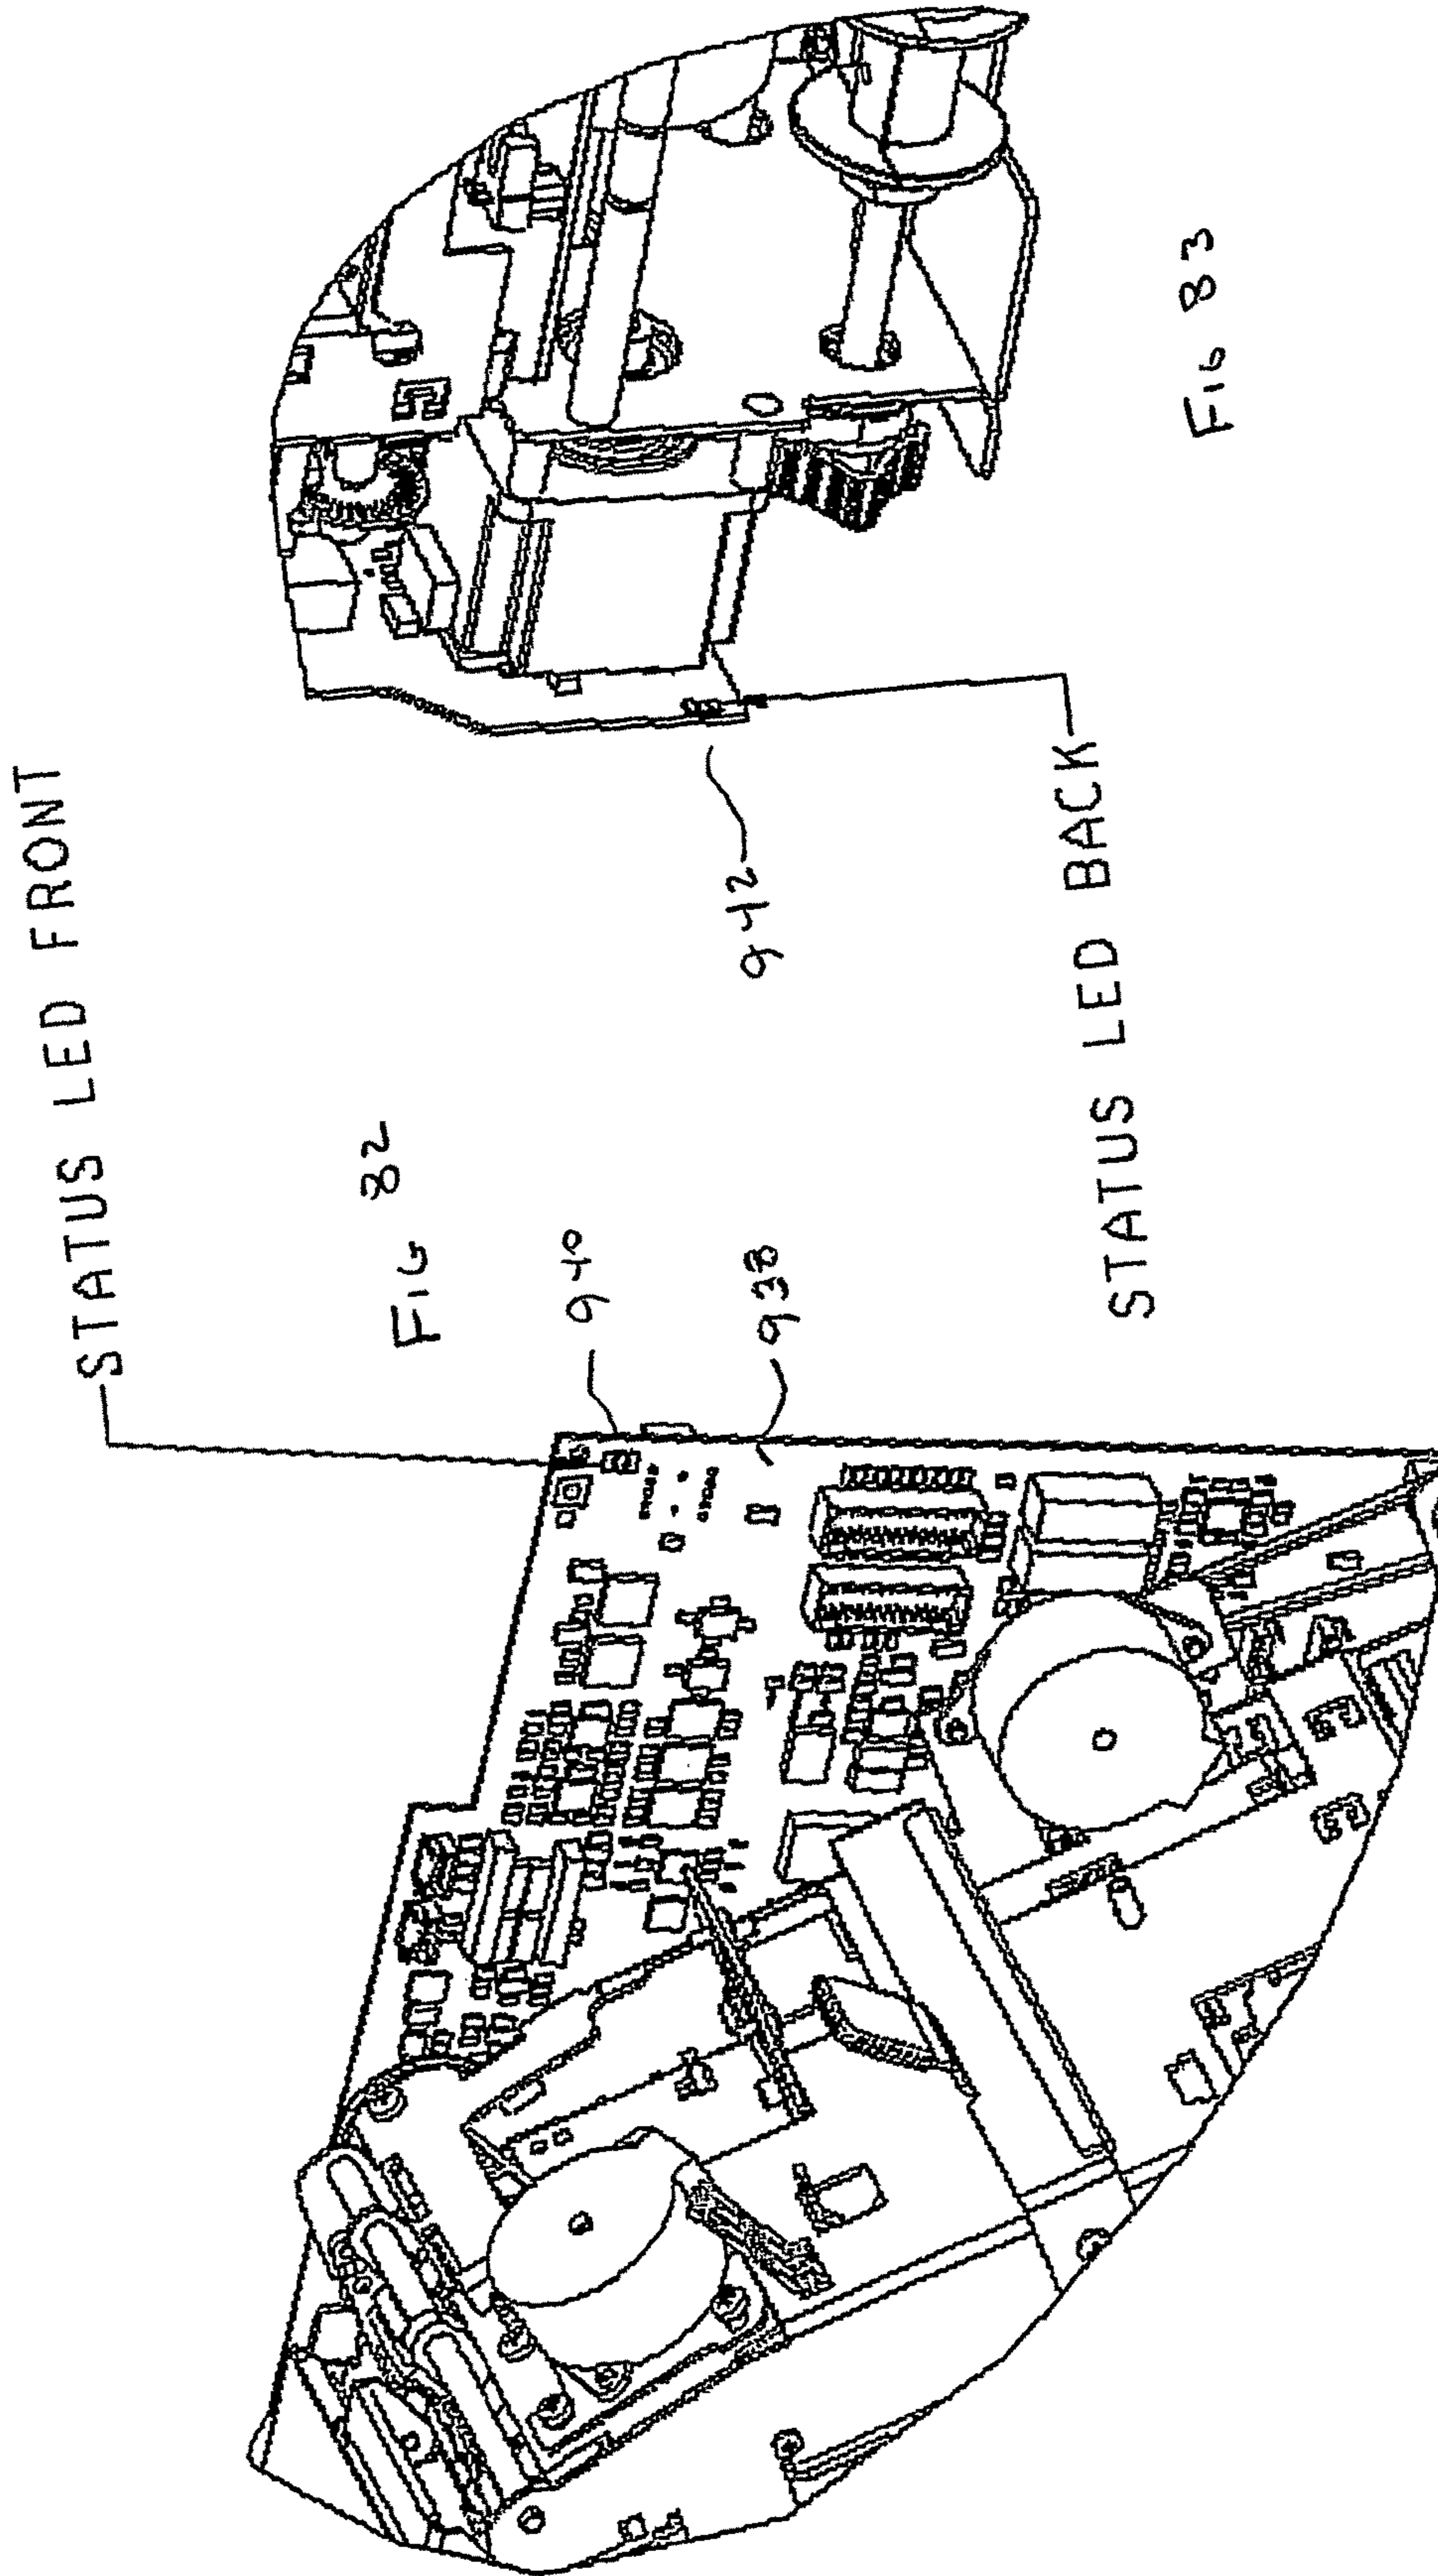 STATUS LED FRONT
FIG 82
940
938
942
STATUS LED BACK
FIG 83